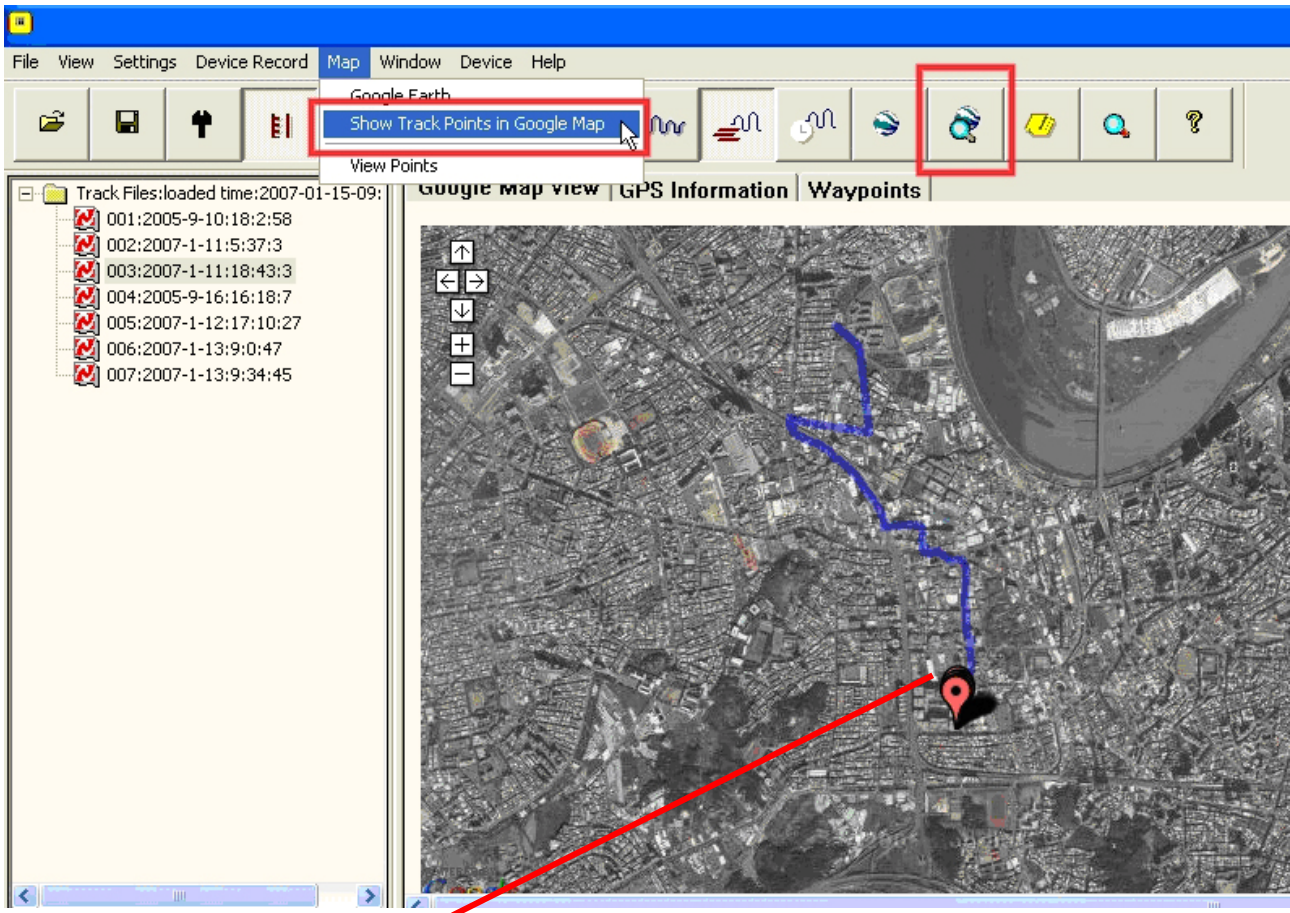 File View Settings Device Record Map Window Device Help
Google Earth
Show Track Points in Google Map
View Points
Track Files:loaded time:2007-01-15-09:
001:2005-9-10:18:2:58
002:2007-1-11:5:37:3
003:2007-1-11:18:43:3
004:2005-9-16:16:18:7
005:2007-1-12:17:10:27
006:2007-1-13:9:0:47
007:2007-1-13:9:34:45
Google Map View GPS Information Waypoints